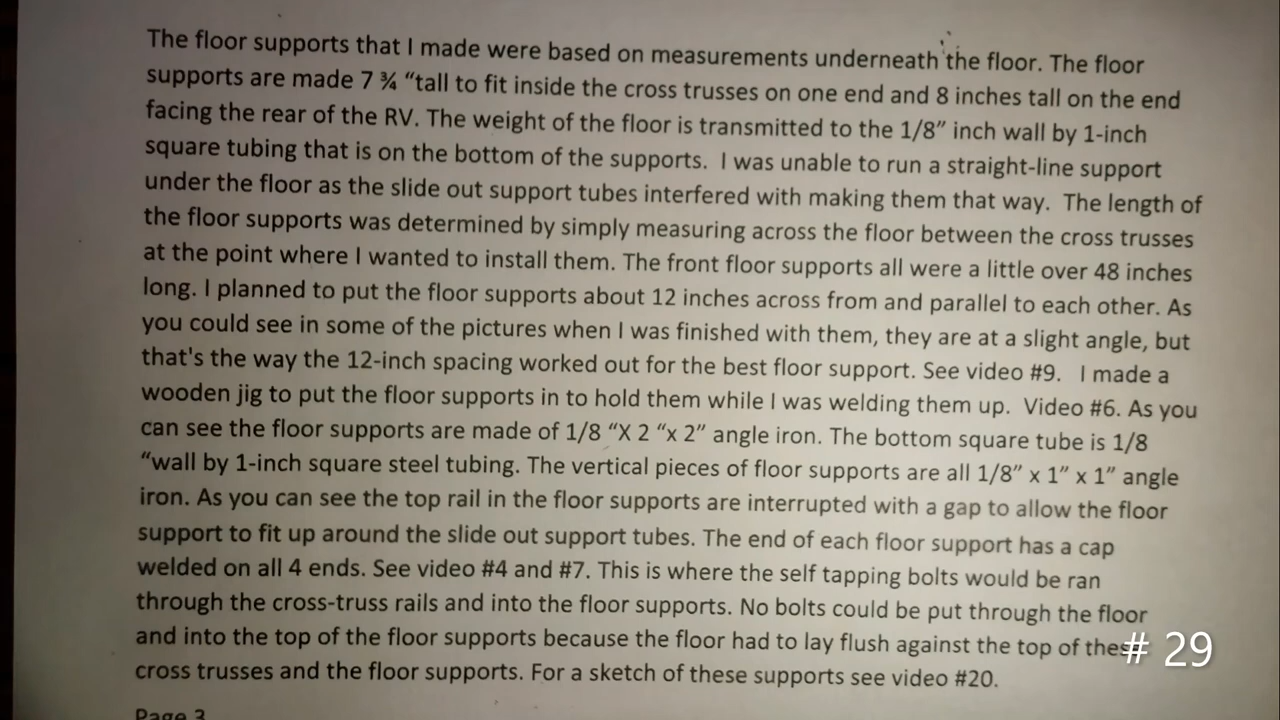 The floor supports that I made were based on measurements underneath the floor. The floor
supports are made 7 ¾ “tall to fit inside the cross trusses on one end and 8 inches tall on the end
facing the rear of the RV. The weight of the floor is transmitted to the 1/8” inch wall by 1-inch
square tubing that is on the bottom of the supports.  I was unable to run a straight-line support
under the floor as the slide out support tubes interfered with making them that way.  The length of
the floor supports was determined by simply measuring across the floor between the cross trusses
at the point where I wanted to install them. The front floor supports all were a little over 48 inches
long. I planned to put the floor supports about 12 inches across from and parallel to each other. As
you could see in some of the pictures when I was finished with them, they are at a slight angle, but
that's the way the 12-inch spacing worked out for the best floor support. See video #9.   I made a
wooden jig to put the floor supports in to hold them while I was welding them up.  Video #6. As you
can see the floor supports are made of 1/8 “X 2 “x 2” angle iron. The bottom square tube is 1/8
“wall by 1-inch square steel tubing. The vertical pieces of floor supports are all 1/8” x 1” x 1” angle
iron. As you can see the top rail in the floor supports are interrupted with a gap to allow the floor
support to fit up around the slide out support tubes. The end of each floor support has a cap
welded on all 4 ends. See video #4 and #7. This is where the self tapping bolts would be ran
through the cross-truss rails and into the floor supports. No bolts could be put through the floor
and into the top of the floor supports because the floor had to lay flush against the top of these
cross trusses and the floor supports. For a sketch of these supports see video #20.
# 29
Page 3